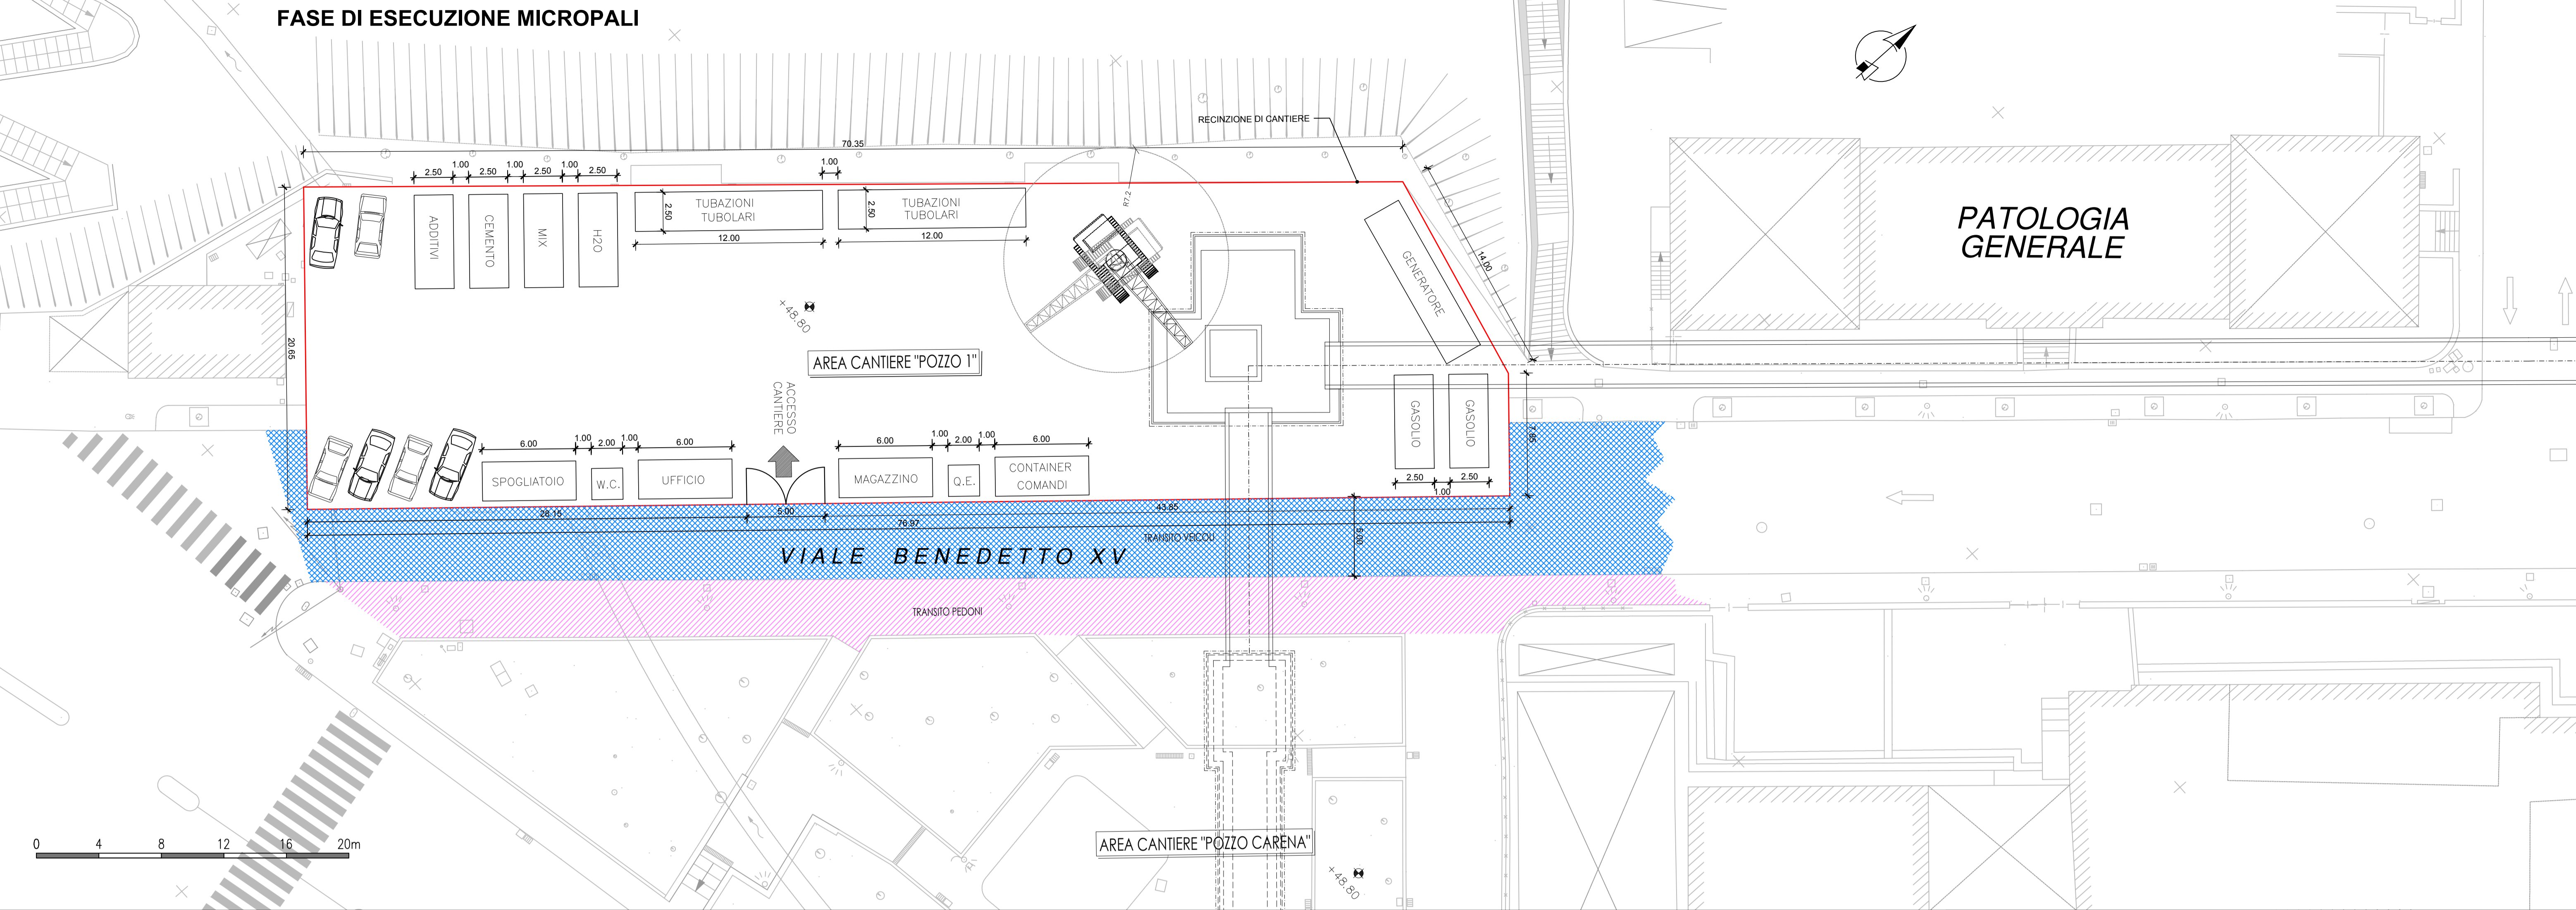 FASE DI ESECUZIONE MICROPALI
RECINZIONE DI CANTIERE
70.35
1.00
1.00
1.00
1.00
2.50
2.50
2.50
2.50
ADDITIVI
CEMENTO
MIX
H2O
2.50
TUBAZIONI
TUBOLARI
12.00
2.50
TUBAZIONI
TUBOLARI
12.00
R7.2
14.00
GENERATORE
PATOLOGIA
GENERALE
20.65
+48.80
AREA CANTIERE "POZZO 1"
ACCESSO
CANTIERE
GASOLIO
GASOLIO
7.85
6.00
1.00
2.00
1.00
6.00
SPOGLIATOIO
W.C.
UFFICIO
6.00
1.00
2.00
1.00
6.00
MAGAZZINO
Q.E.
CONTAINER
COMANDI
2.50
2.50
1.00
28.15
5.00
43.85
76.97
5.00
TRANSITO VEICOLI
VIALE BENEDETTO XV
TRANSITO PEDONI
AREA CANTIERE "POZZO CARENA"
+48.80
0 4 8 12 16 20m